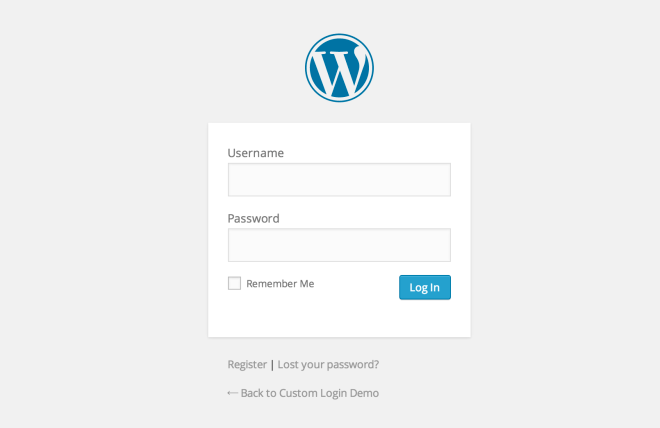 Username
Password
Remember Me
Log In
Register | Lost your password?
← Back to Custom Login Demo